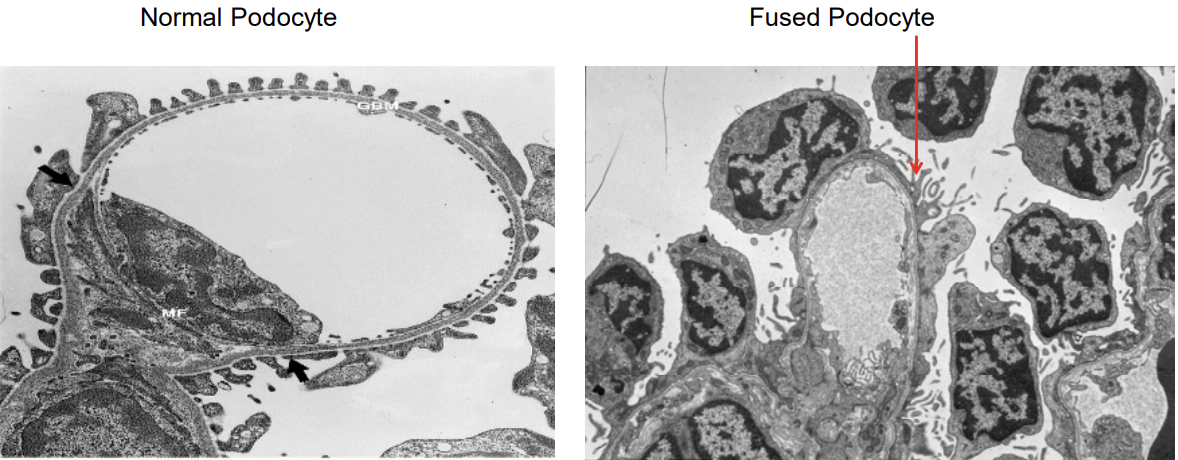 Normal Podocyte
Fused Podocyte
GBM
MF